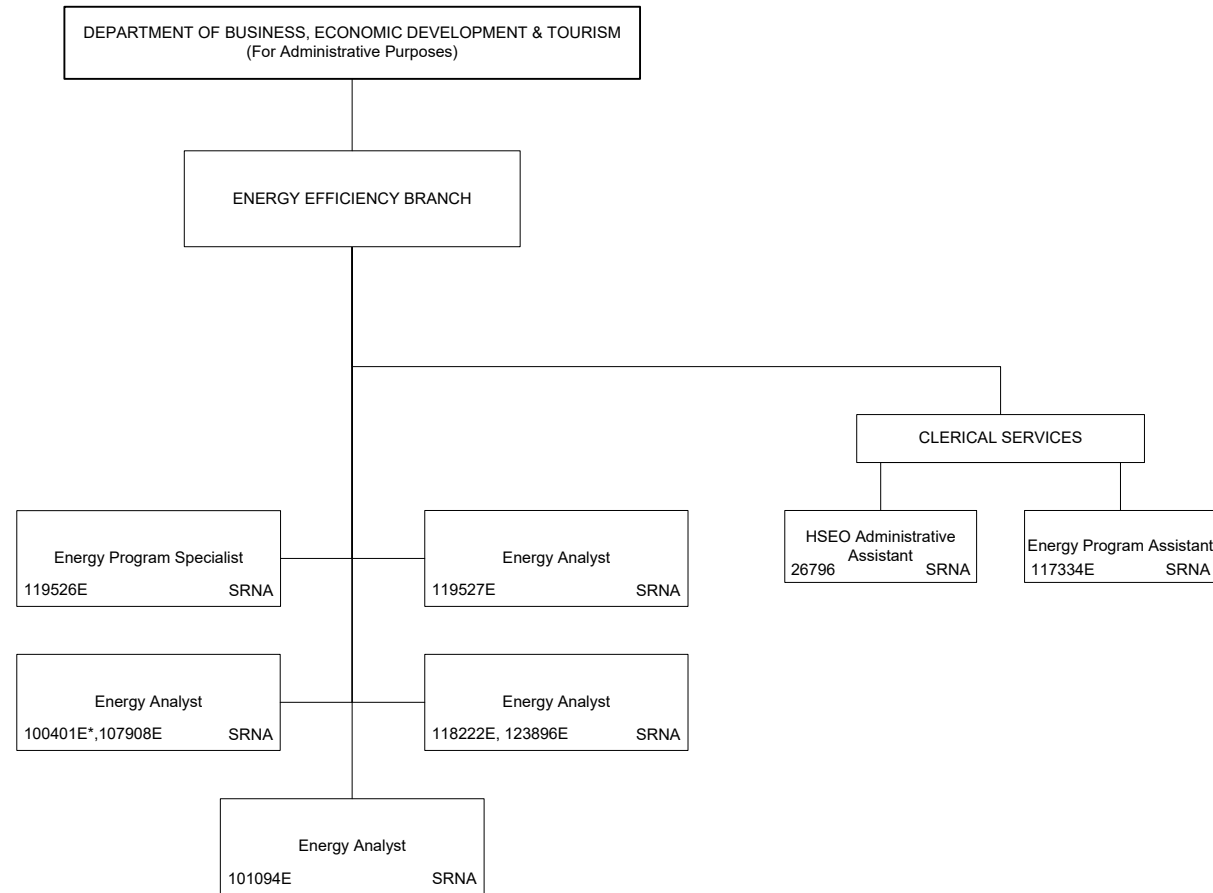 DEPARTMENT OF BUSINESS, ECONOMIC DEVELOPMENT & TOURISM
(For Administrative Purposes)
ENERGY EFFICIENCY BRANCH
CLERICAL SERVICES
Energy Program Specialist
119526E SRNA
Energy Analyst
119527E SRNA
HSEO Administrative
Assistant
26796 SRNA
Energy Program Assistant
117334E SRNA
Energy Analyst
100401E*,107908E SRNA
Energy Analyst
118222E, 123896E SRNA
Energy Analyst
101094E SRNA